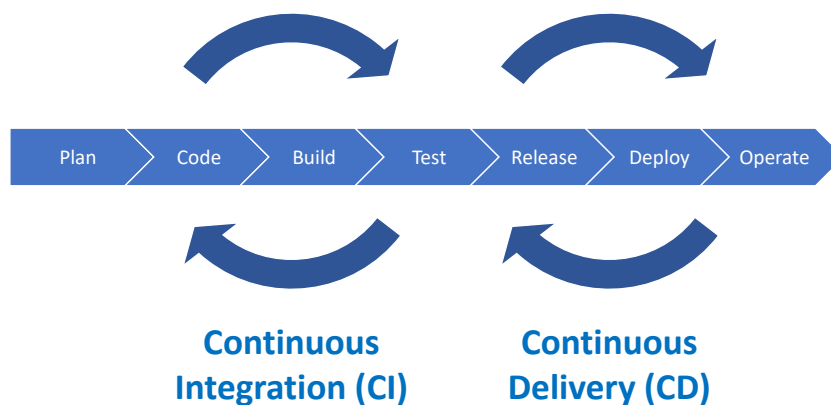 Plan Code Build Test Release Deploy Operate
Continuous
Integration (CI)
Continuous
Delivery (CD)